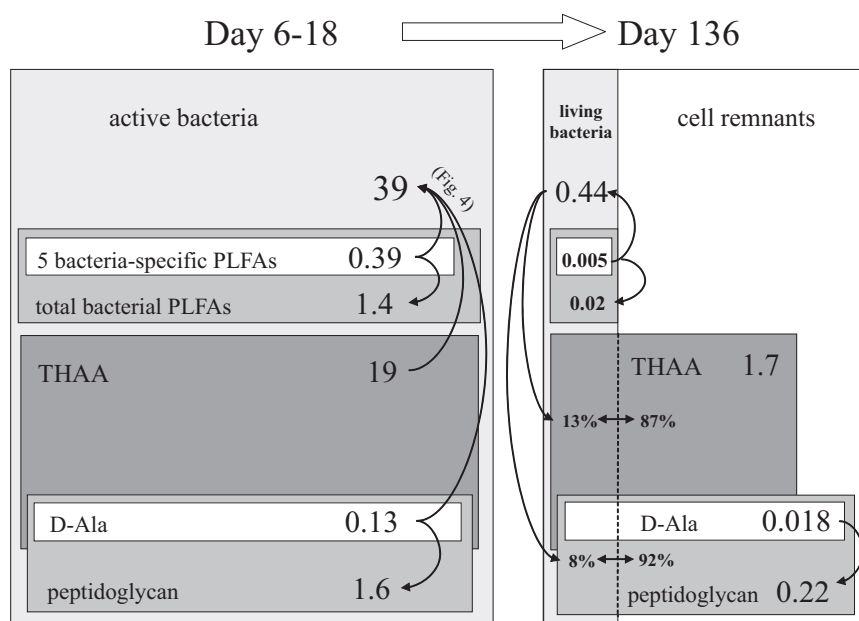 Day 6-18
Day 136
active bacteria
living
bacteria
cell remnants
39
(Fig. 4)
0.44
5 bacteria-specific PLFAs 0.39
0.005
total bacterial PLFAs 1.4
0.02
THAA 19
THAA 1.7
13% 87%
D-Ala 0.13
D-Ala 0.018
8% 92%
peptidoglycan 1.6
peptidoglycan 0.22